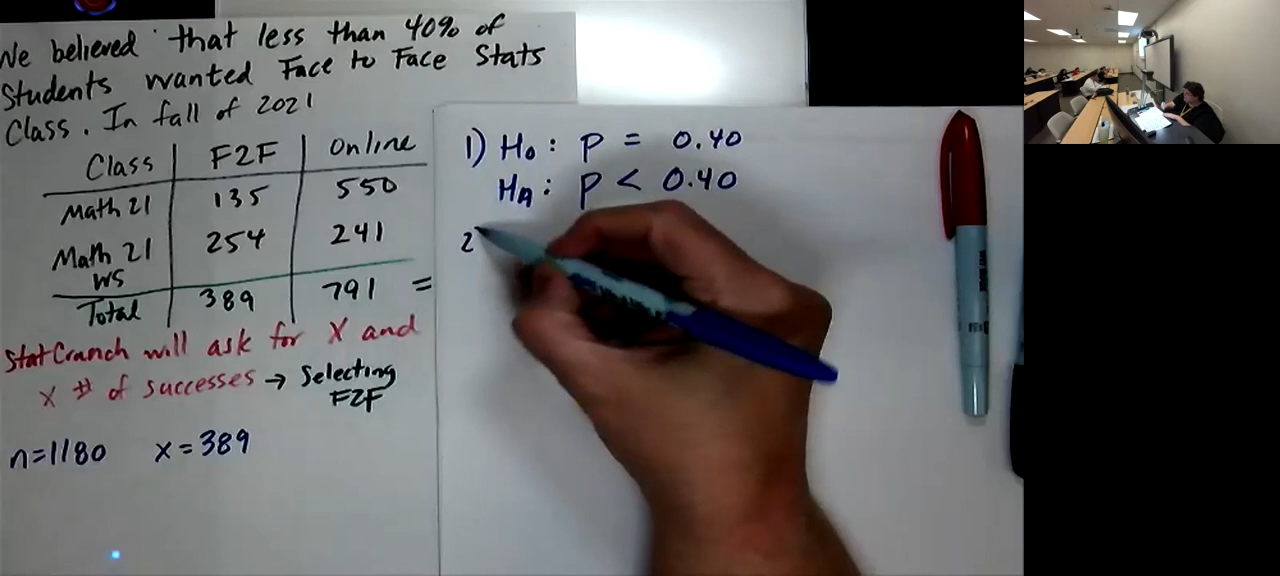 We believed that less than 40% of
Students wanted Face to Face Stats
Class. In fall of 2021
Class F2F Online
Math 21 135 550
Math 21 WS 254 241
Total 389 791 =
StatCrunch will ask for X and
X # of successes → Selecting
F2F
n=1180 x=389
1) H₀: p = 0.40
Hₐ: p < 0.40
2